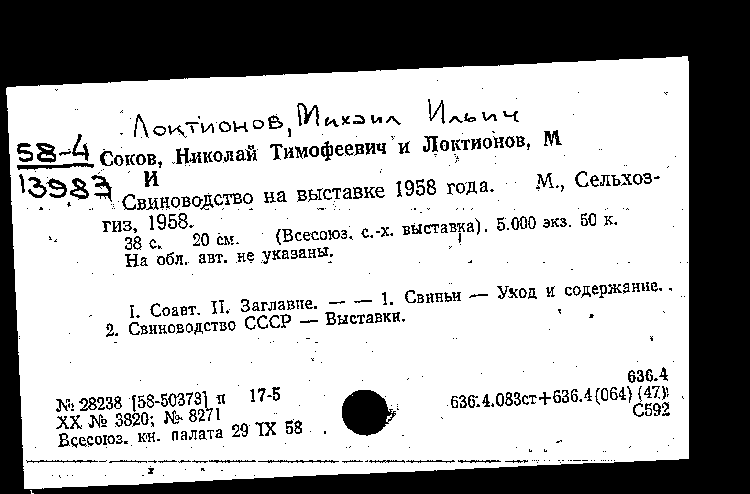 Локтионов, Михаил Ильич
58-4
13983
Соков, Николай Тимофеевич и Локтионов, М
И
Свиноводство на выставке 1958 года. М., Сельхоз-
гиз, 1958.
38 с. 20 см. (Всесоюз. с.-х. выставка). 5.000 экз. 50 к.
На обл. авт. не указаны.
I. Соавт. II. Заглавие. — — 1. Свиньи — Уход и содержание.
2. Свиноводство СССР — Выставки.
636.4
№ 28238 [58-50373] п 17-5
636.4.083ст+636.4(064) (47)
XX № 3820; № 8271
С592
Всесоюз. кн. палата 29 IX 58